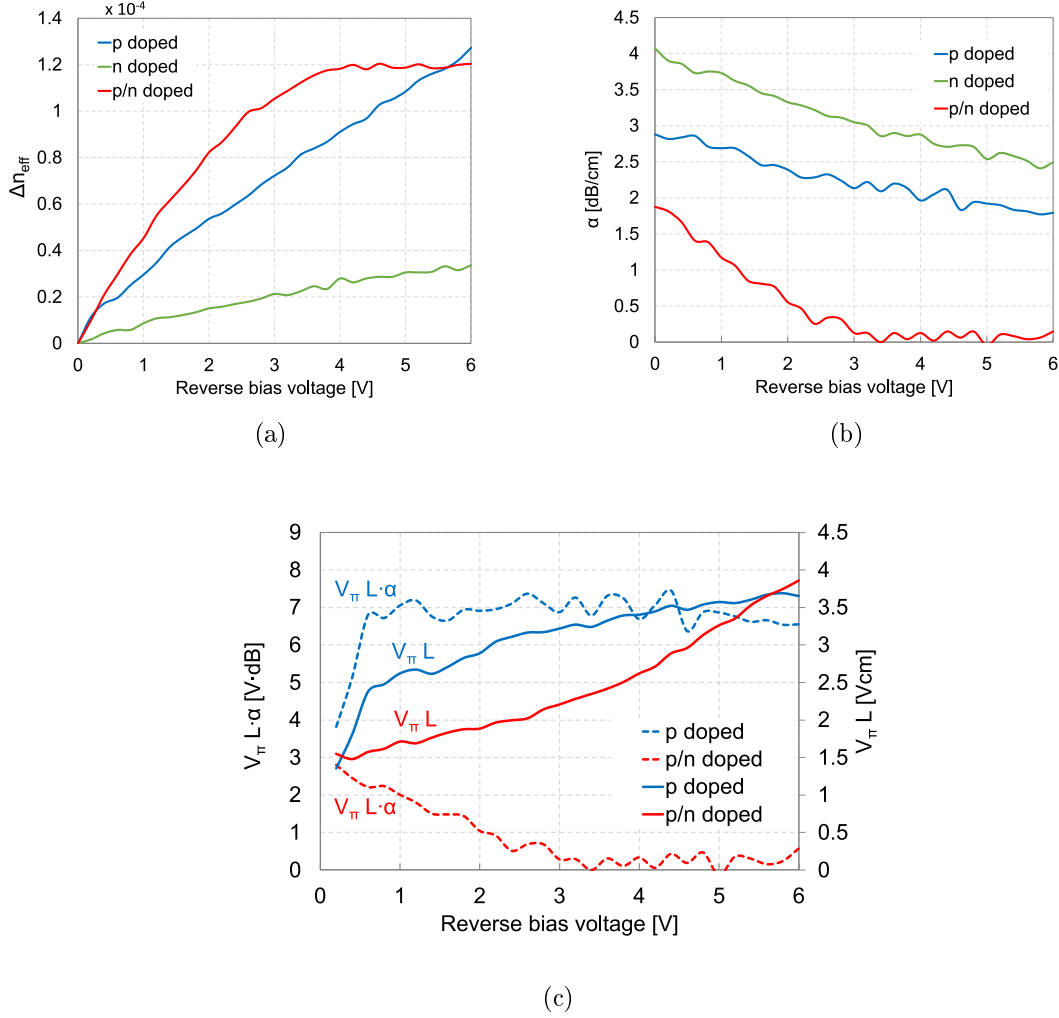 x 10⁻⁴
1.4
1.2
1
0.8
0.6
0.4
0.2
0
Δn_eff
p doped
n doped
p/n doped
0 1 2 3 4 5 6
Reverse bias voltage [V]
(a)
4.5
4
3.5
3
2.5
2
1.5
1
0.5
0
α [dB/cm]
p doped
n doped
p/n doped
0 1 2 3 4 5 6
Reverse bias voltage [V]
(b)
9
8
7
6
5
4
3
2
1
0
V_π L·α [V·dB]
V_π L·α
V_π L
V_π L
V_π L·α
p doped
p/n doped
p doped
p/n doped
4.5
4
3.5
3
2.5
2
1.5
1
0.5
0
V_π L [Vcm]
0 1 2 3 4 5 6
Reverse bias voltage [V]
(c)